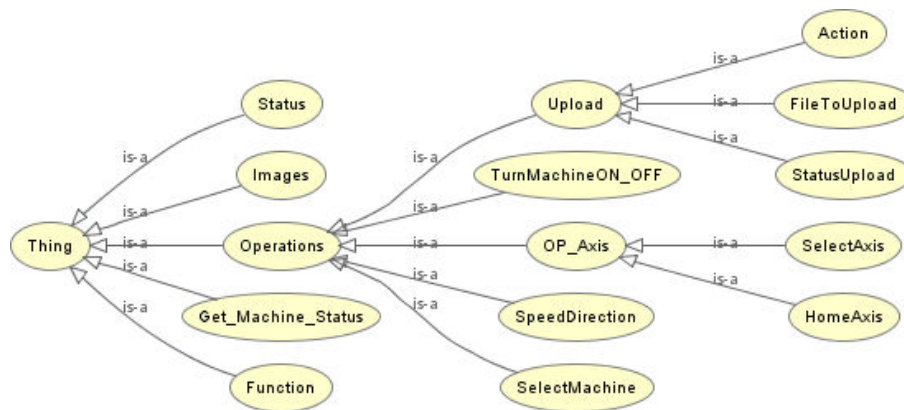 Action
is-a
Status
Upload
is-a
FileToUpload
is-a
is-a
is-a
Images
TurnMachineON_OFF
StatusUpload
is-a
is-a
Thing
is-a
Operations
is-a
OP_Axis
is-a
SelectAxis
is-a
is-a
is-a
Get_Machine_Status
is-a
SpeedDirection
HomeAxis
is-a
Function
SelectMachine